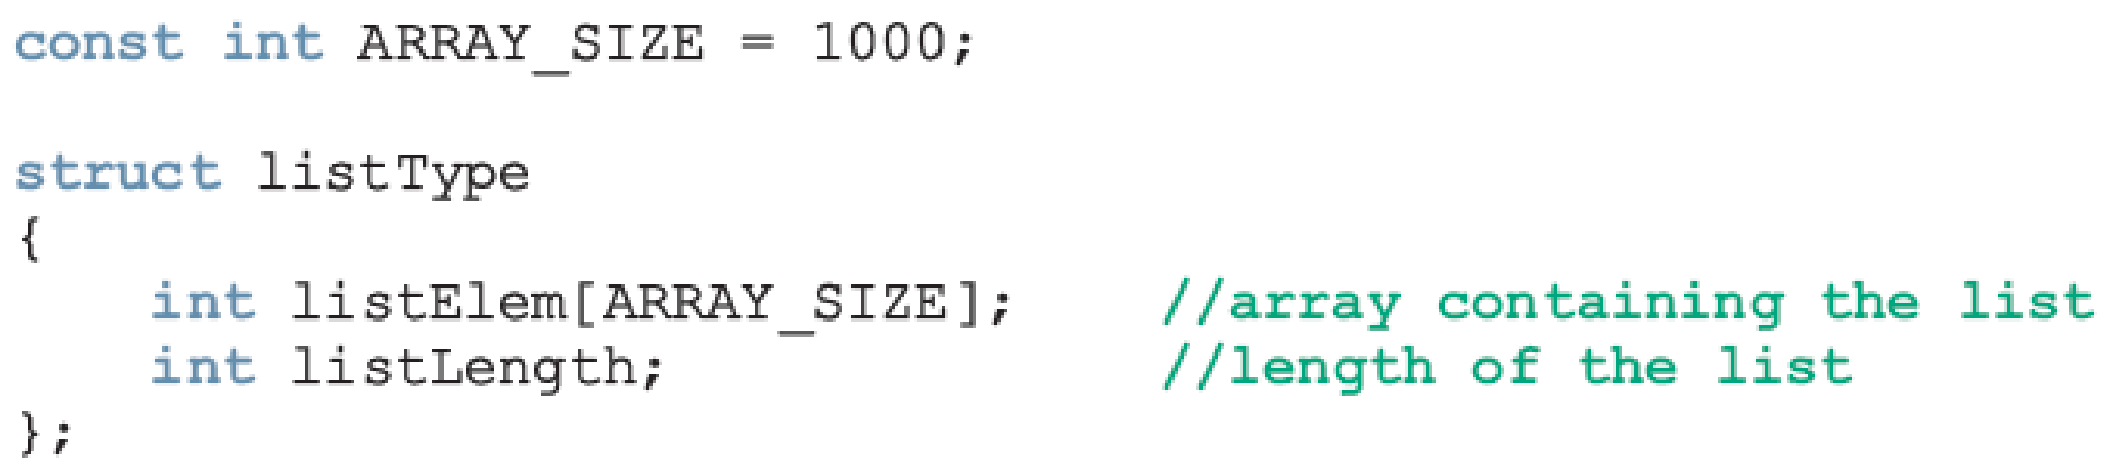 const int ARRAY_SIZE = 1000;
struct listType
{
int listElem[ARRAY_SIZE]; //array containing the list
int listLength; //length of the list
};